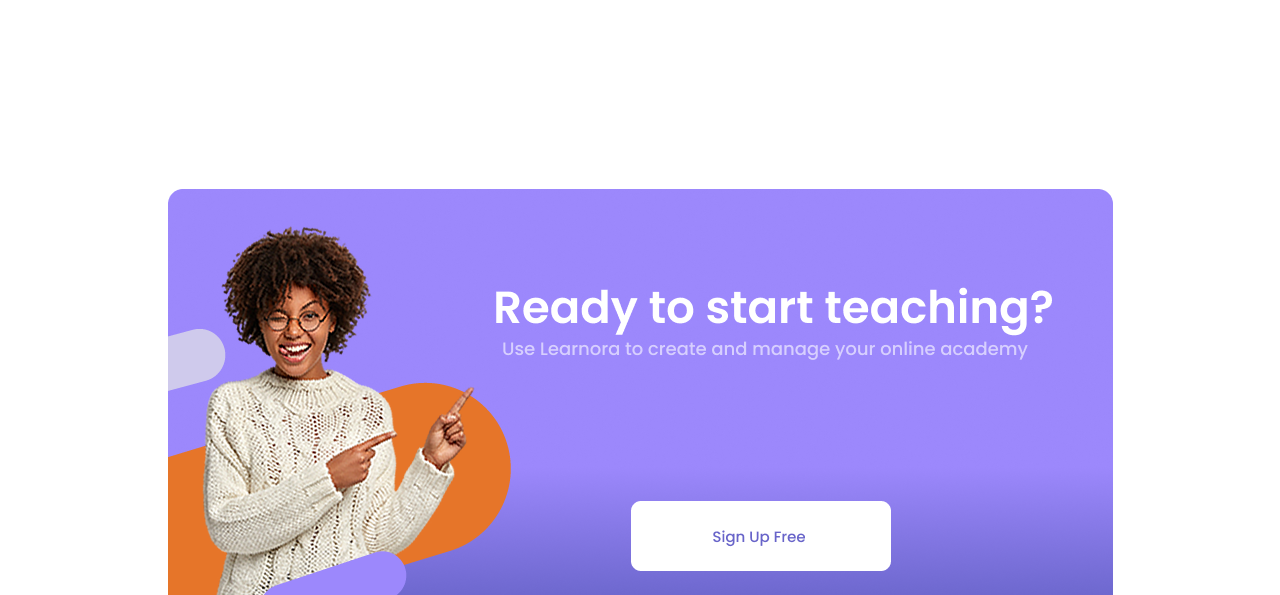 Ready to start teaching?
Use Learnora to create and manage your online academy
Sign Up Free